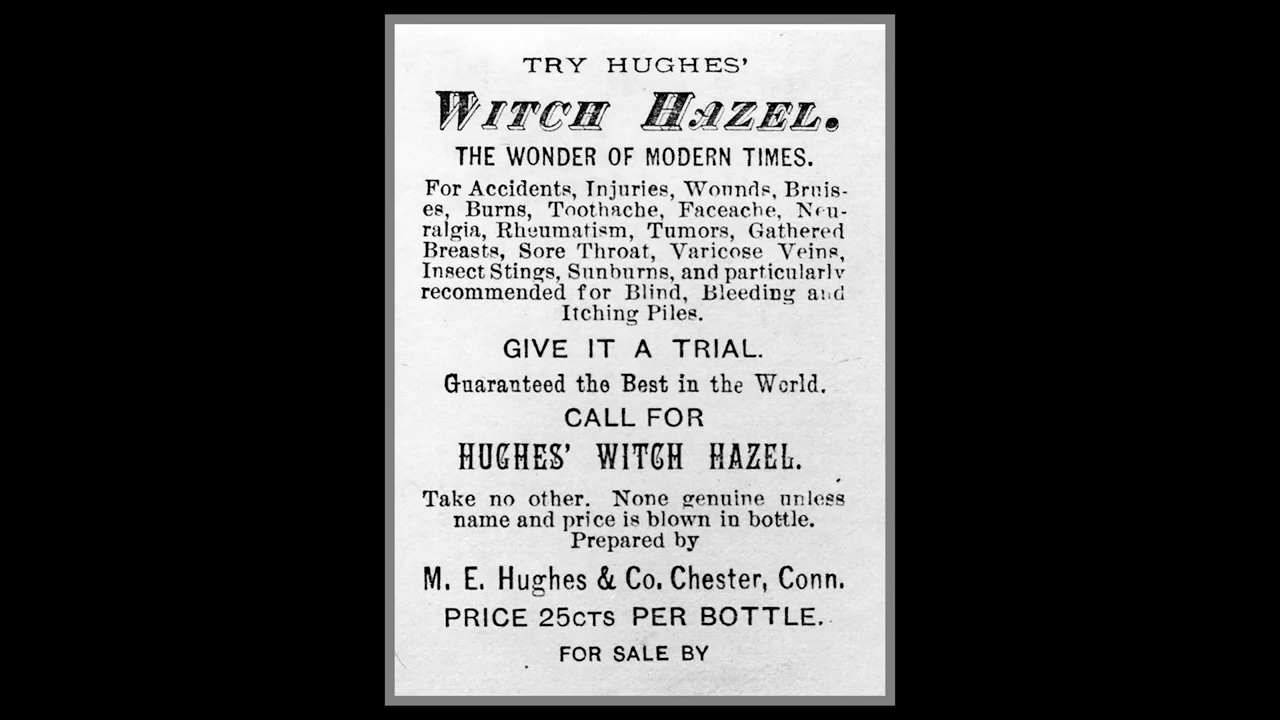 TRY HUGHES'
WITCH HAZEL.
THE WONDER OF MODERN TIMES.
For Accidents, Injuries, Wounds, Bruis-
es, Burns, Toothache, Faceache, Neu-
ralgia, Rheumatism, Tumors, Gathered
Breasts, Sore Throat, Varicose Veins,
Insect Stings, Sunburns, and particularly
recommended for Blind, Bleeding and
Itching Piles.
GIVE IT A TRIAL.
Guaranteed the Best in the World.
CALL FOR
HUGHES' WITCH HAZEL.
Take no other. None genuine unless
name and price is blown in bottle.
Prepared by
M. E. Hughes & Co. Chester, Conn.
PRICE 25CTS PER BOTTLE.
FOR SALE BY